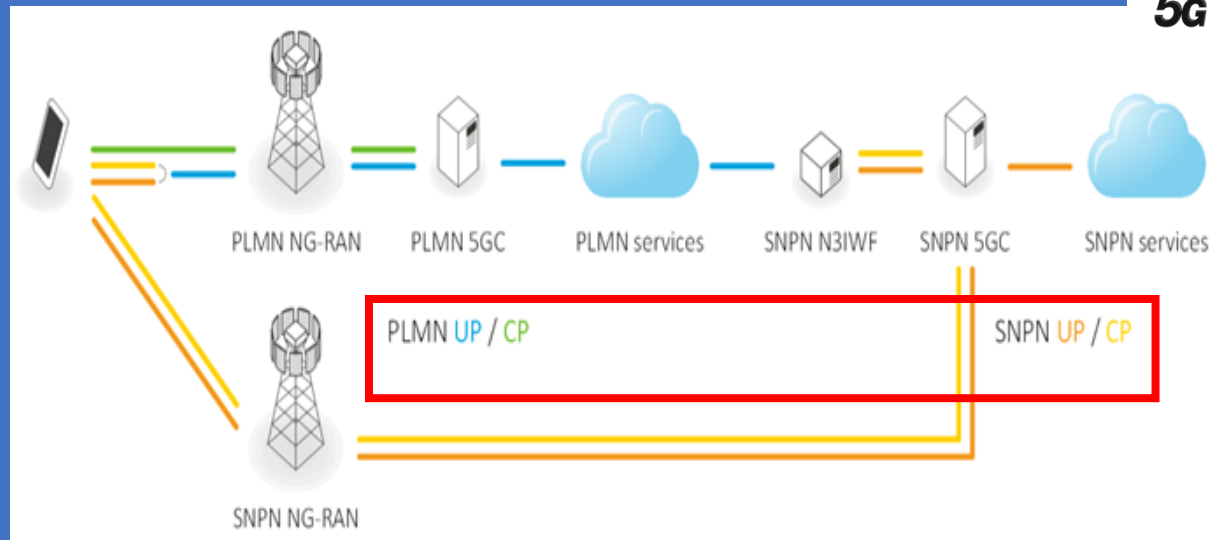 5G
PLMN NG-RAN
PLMN 5GC
PLMN services
SNPN N3IWF
SNPN 5GC
SNPN services
PLMN UP / CP
SNPN UP / CP
SNPN NG-RAN